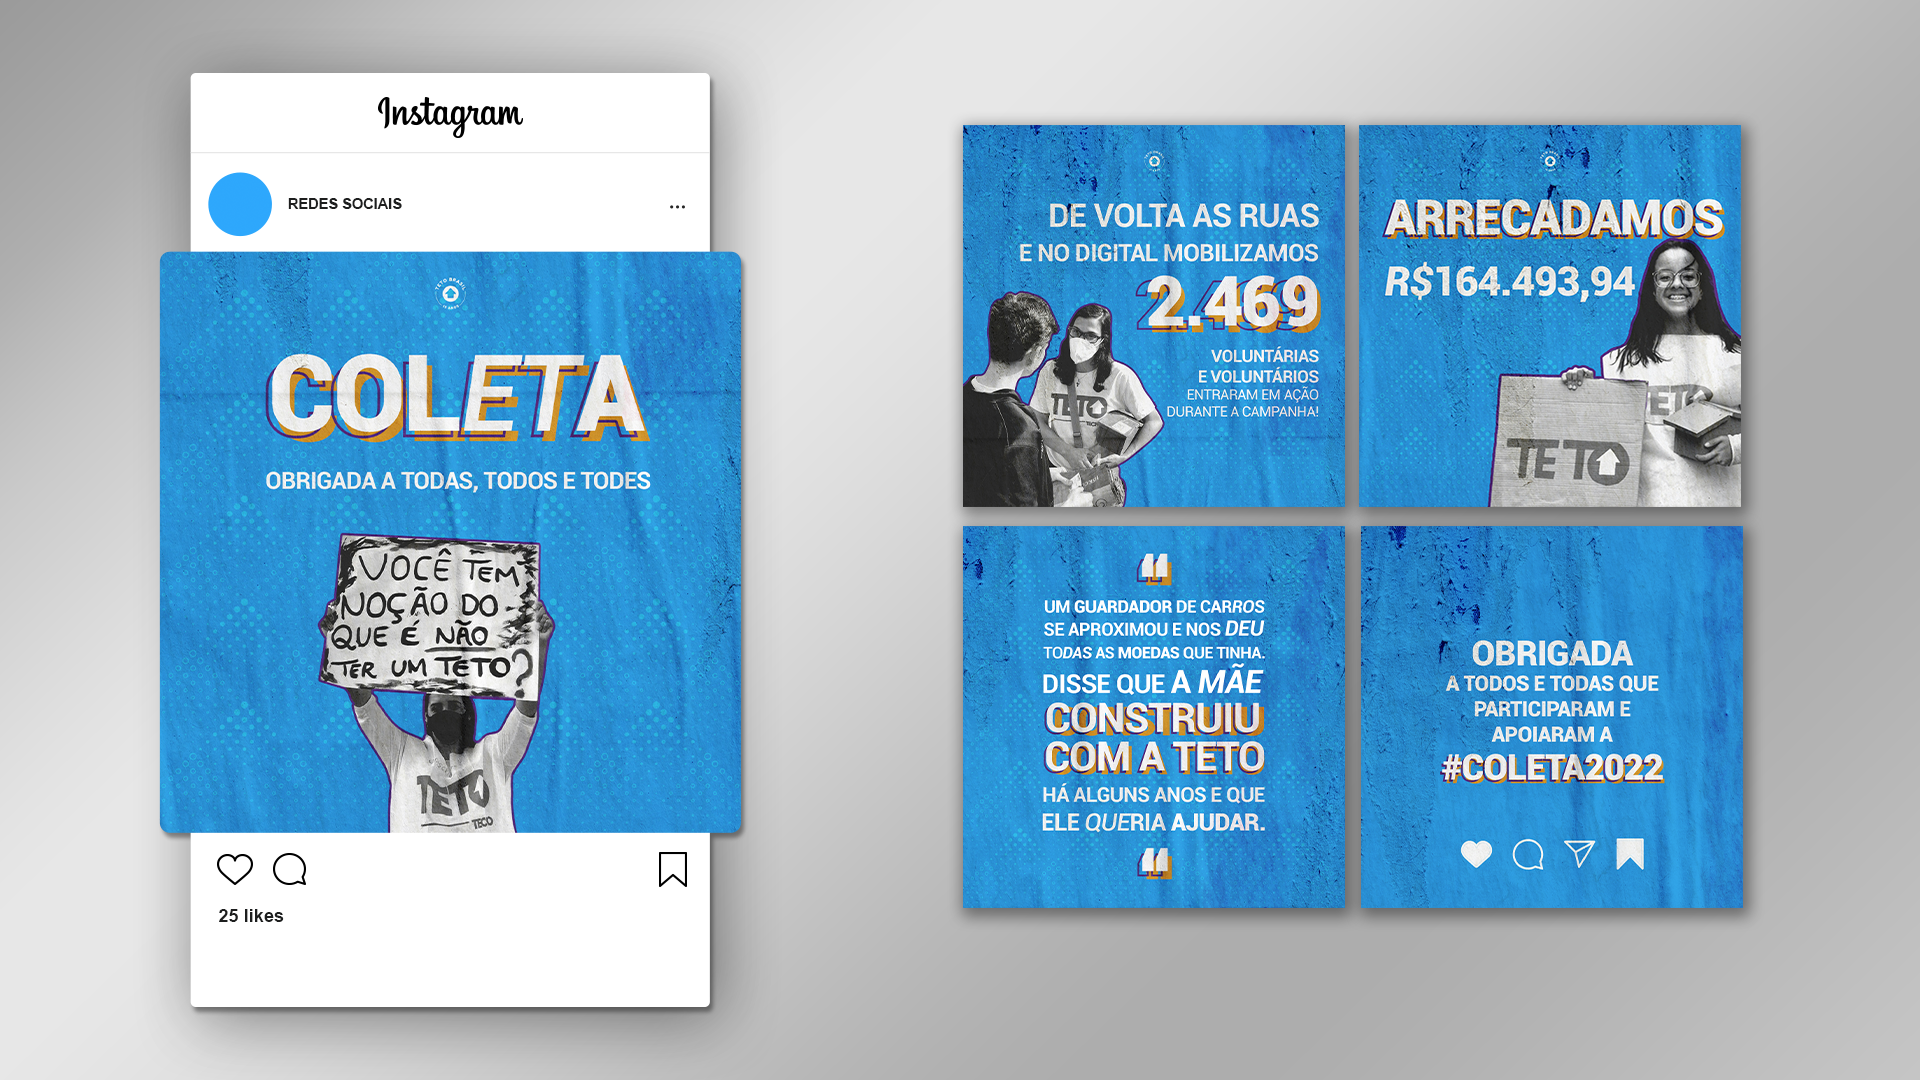 Instagram
REDES SOCIAIS
...
TETO BRASIL
COLETA
OBRIGADA A TODAS, TODOS E TODES
VOCÊ TEM
NOÇÃO DO
QUE É NÃO
TER UM TETO?
TETO
TECO
25 likes
DE VOLTA AS RUAS
E NO DIGITAL MOBILIZAMOS
2.469
VOLUNTÁRIAS
E VOLUNTÁRIOS
ENTRARAM EM AÇÃO
DURANTE A CAMPANHA!
TETO
TECO
ARRECADAMOS
R$164.493,94
TETO
TETO
UM GUARDADOR DE CARROS
SE APROXIMOU E NOS DEU
TODAS AS MOEDAS QUE TINHA.
DISSE QUE A MÃE
CONSTRUIU
COM A TETO
HÁ ALGUNS ANOS E QUE
ELE QUERIA AJUDAR.
OBRIGADA
A TODOS E TODAS QUE
PARTICIPARAM E
APOIARAM A
#COLETA2022